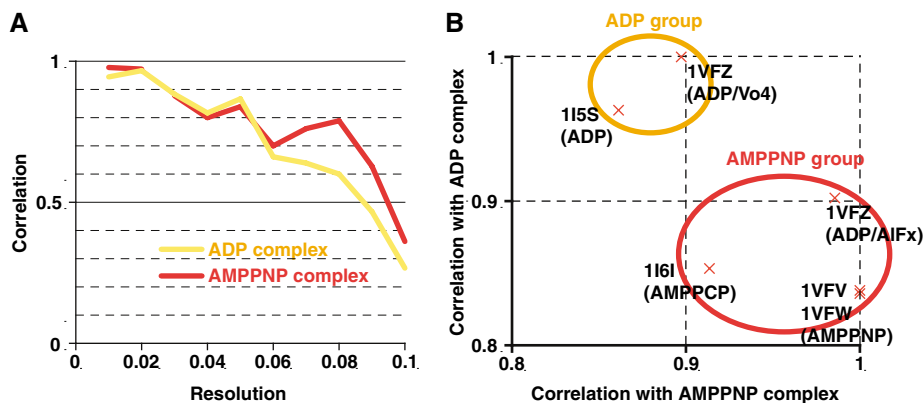 A
1
0.5
0
Correlation
ADP complex
AMPPNP complex
0.
0.02
0.04
0.06
0.08
0.1
Resolution
B
ADP group
1
0.9
0.8
Correlation with ADP complex
1VFZ
(ADP/Vo4)
1I5S
(ADP)
AMPPNP group
1VFZ
(ADP/AlFx)
1I6I
(AMPPCP)
1VFV
1VFW
(AMPPNP)
0.8
0.9
1
Correlation with AMPPNP complex